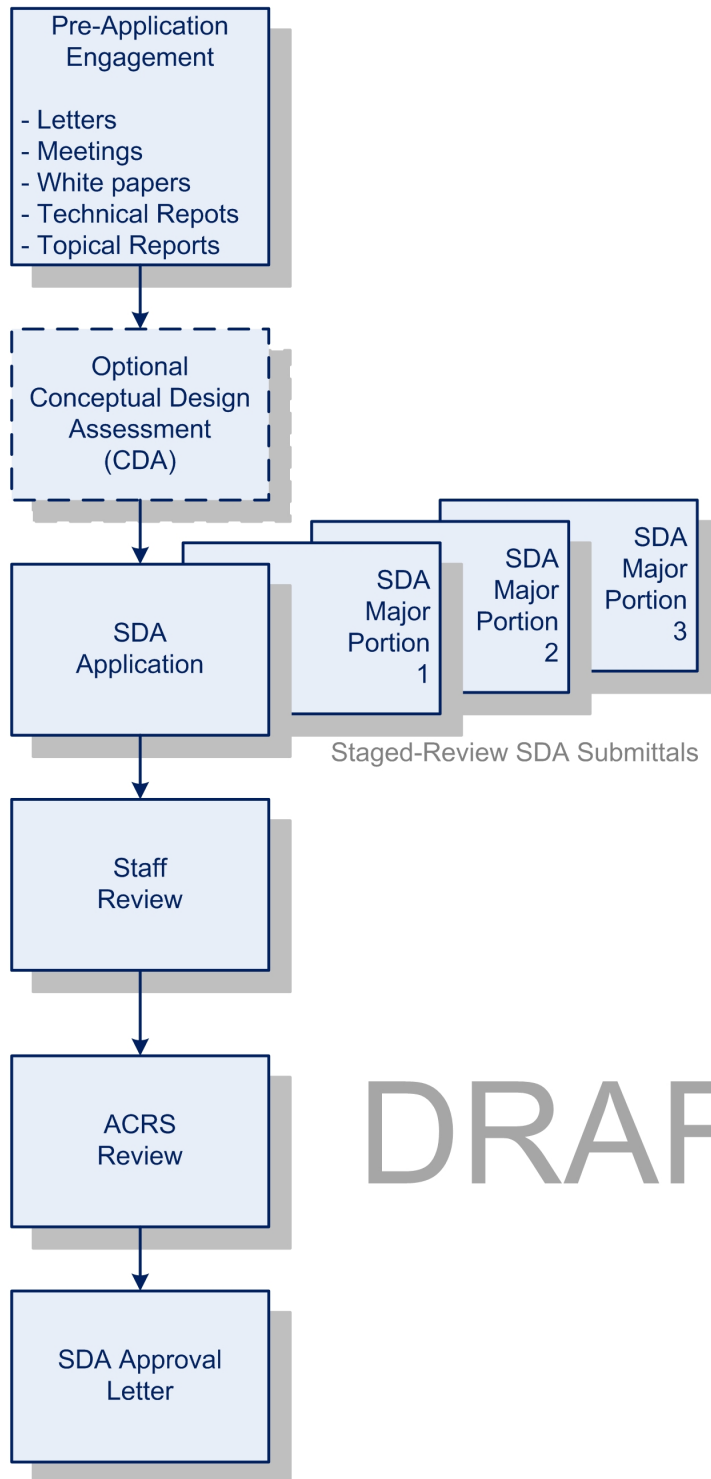 Pre-Application
Engagement
- Letters
- Meetings
- White papers
- Technical Repots
- Topical Reports
Optional
Conceptual Design
Assessment
(CDA)
SDA
Application
SDA
Major
Portion
1
SDA
Major
Portion
2
SDA
Major
Portion
3
Staged-Review SDA Submittals
Staff
Review
ACRS
Review
SDA Approval
Letter